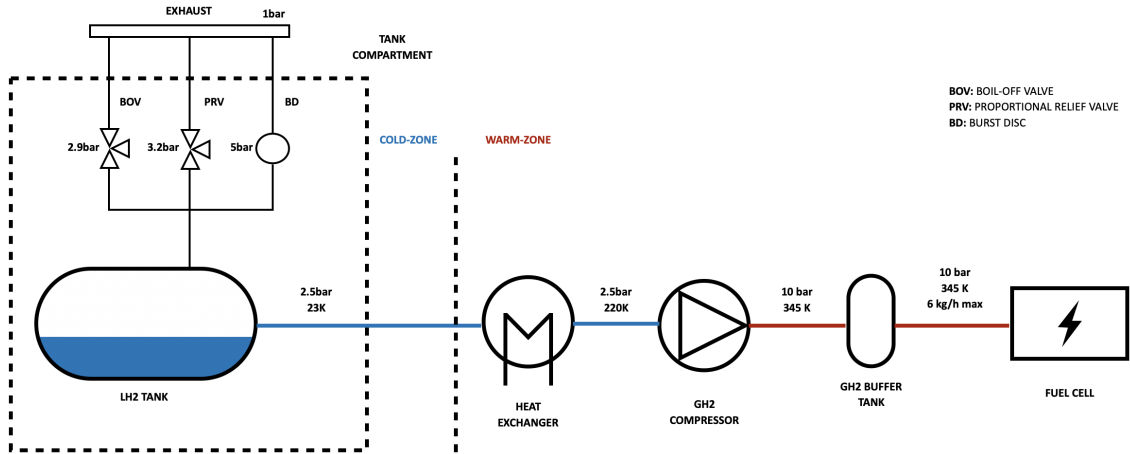 EXHAUST
1bar
TANK
COMPARTMENT
BOV
PRV
BD
2.9bar
3.2bar
5bar
COLD-ZONE
WARM-ZONE
BOV: BOIL-OFF VALVE
PRV: PROPORTIONAL RELIEF VALVE
BD: BURST DISC
2.5bar
23K
2.5bar
220K
10 bar
345 K
10 bar
345 K
6 kg/h max
LH2 TANK
HEAT
EXCHANGER
GH2
COMPRESSOR
GH2 BUFFER
TANK
FUEL CELL